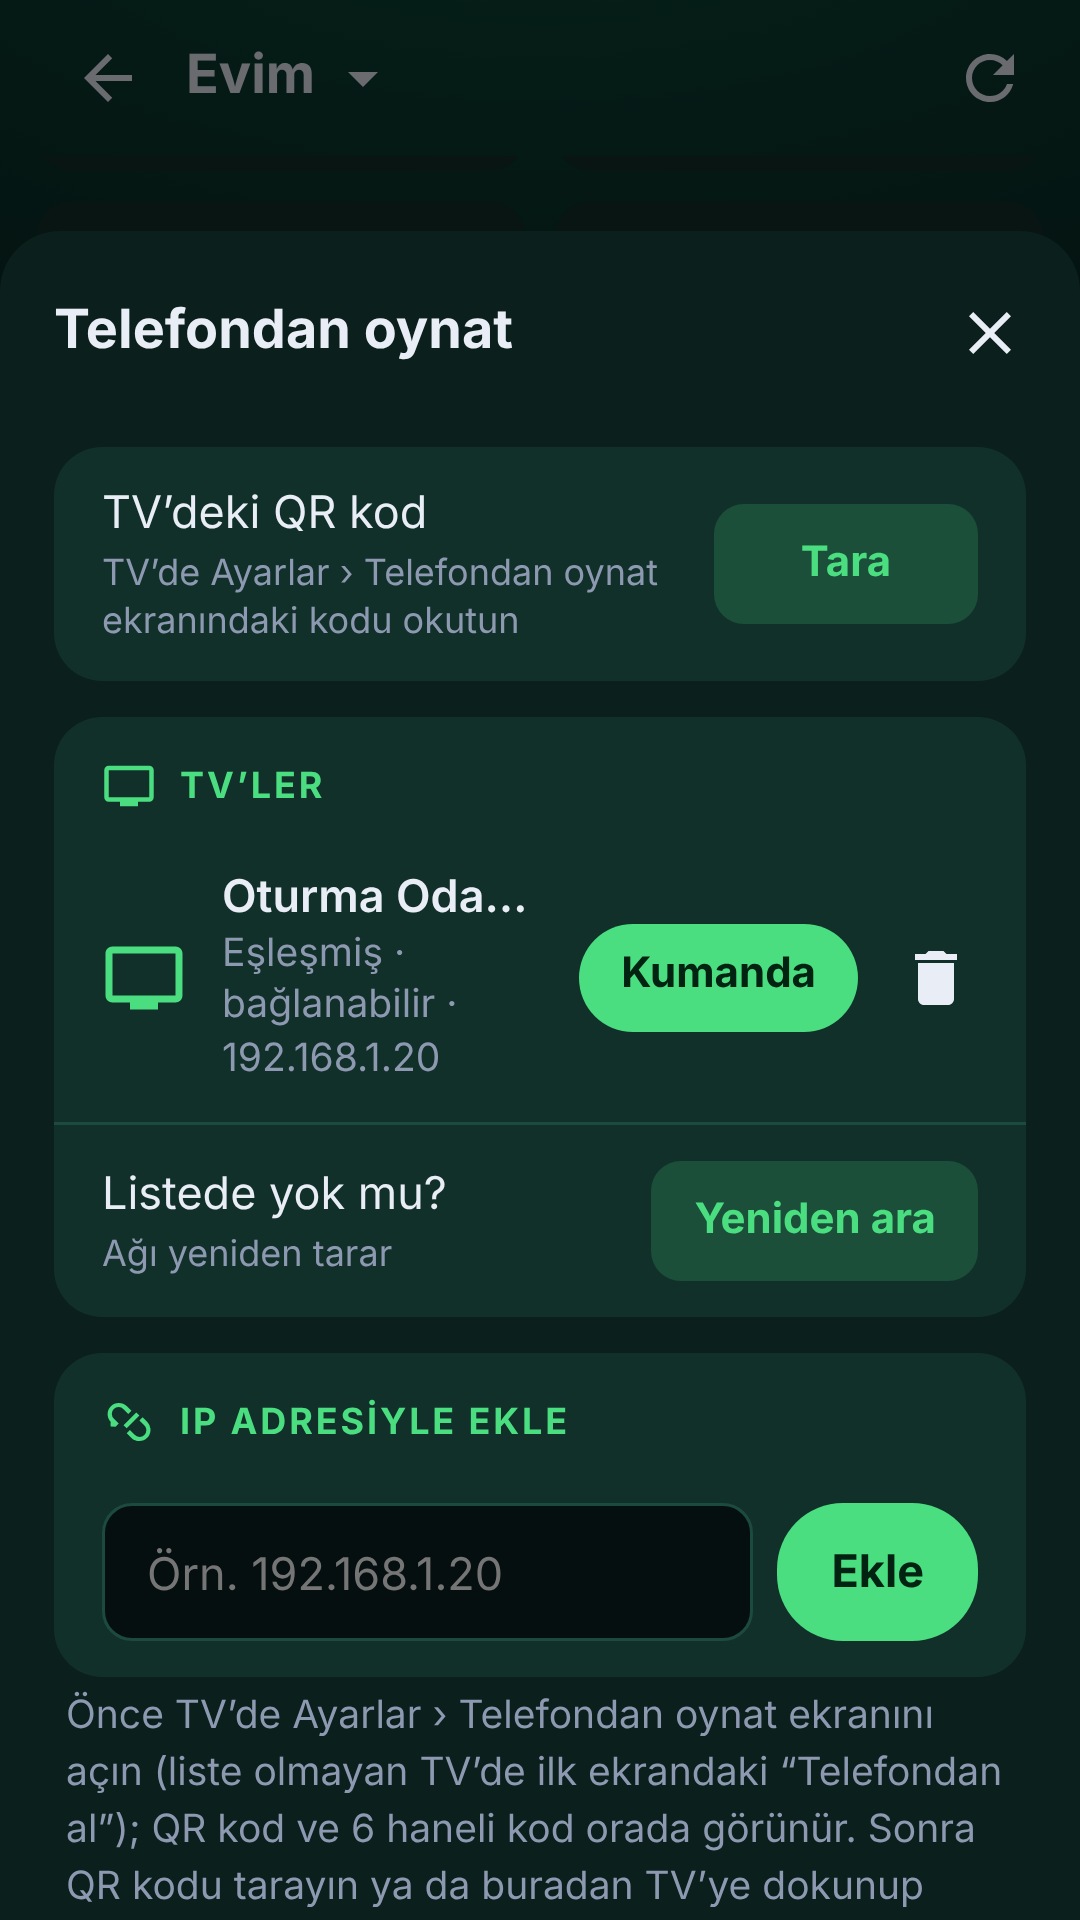 Evim
Telefondan oynat
TV’deki QR kod
TV’de Ayarlar › Telefondan oynat
ekranındaki kodu okutun
Tara
TV’LER
Oturma Oda...
Eşleşmiş ·
bağlanabilir ·
192.168.1.20
Kumanda
Listede yok mu?
Ağı yeniden tarar
Yeniden ara
IP ADRESİYLE EKLE
Örn. 192.168.1.20
Ekle
Önce TV’de Ayarlar › Telefondan oynat ekranını
açın (liste olmayan TV’de ilk ekrandaki “Telefondan
al”); QR kod ve 6 haneli kod orada görünür. Sonra
QR kodu tarayın ya da buradan TV’ye dokunup